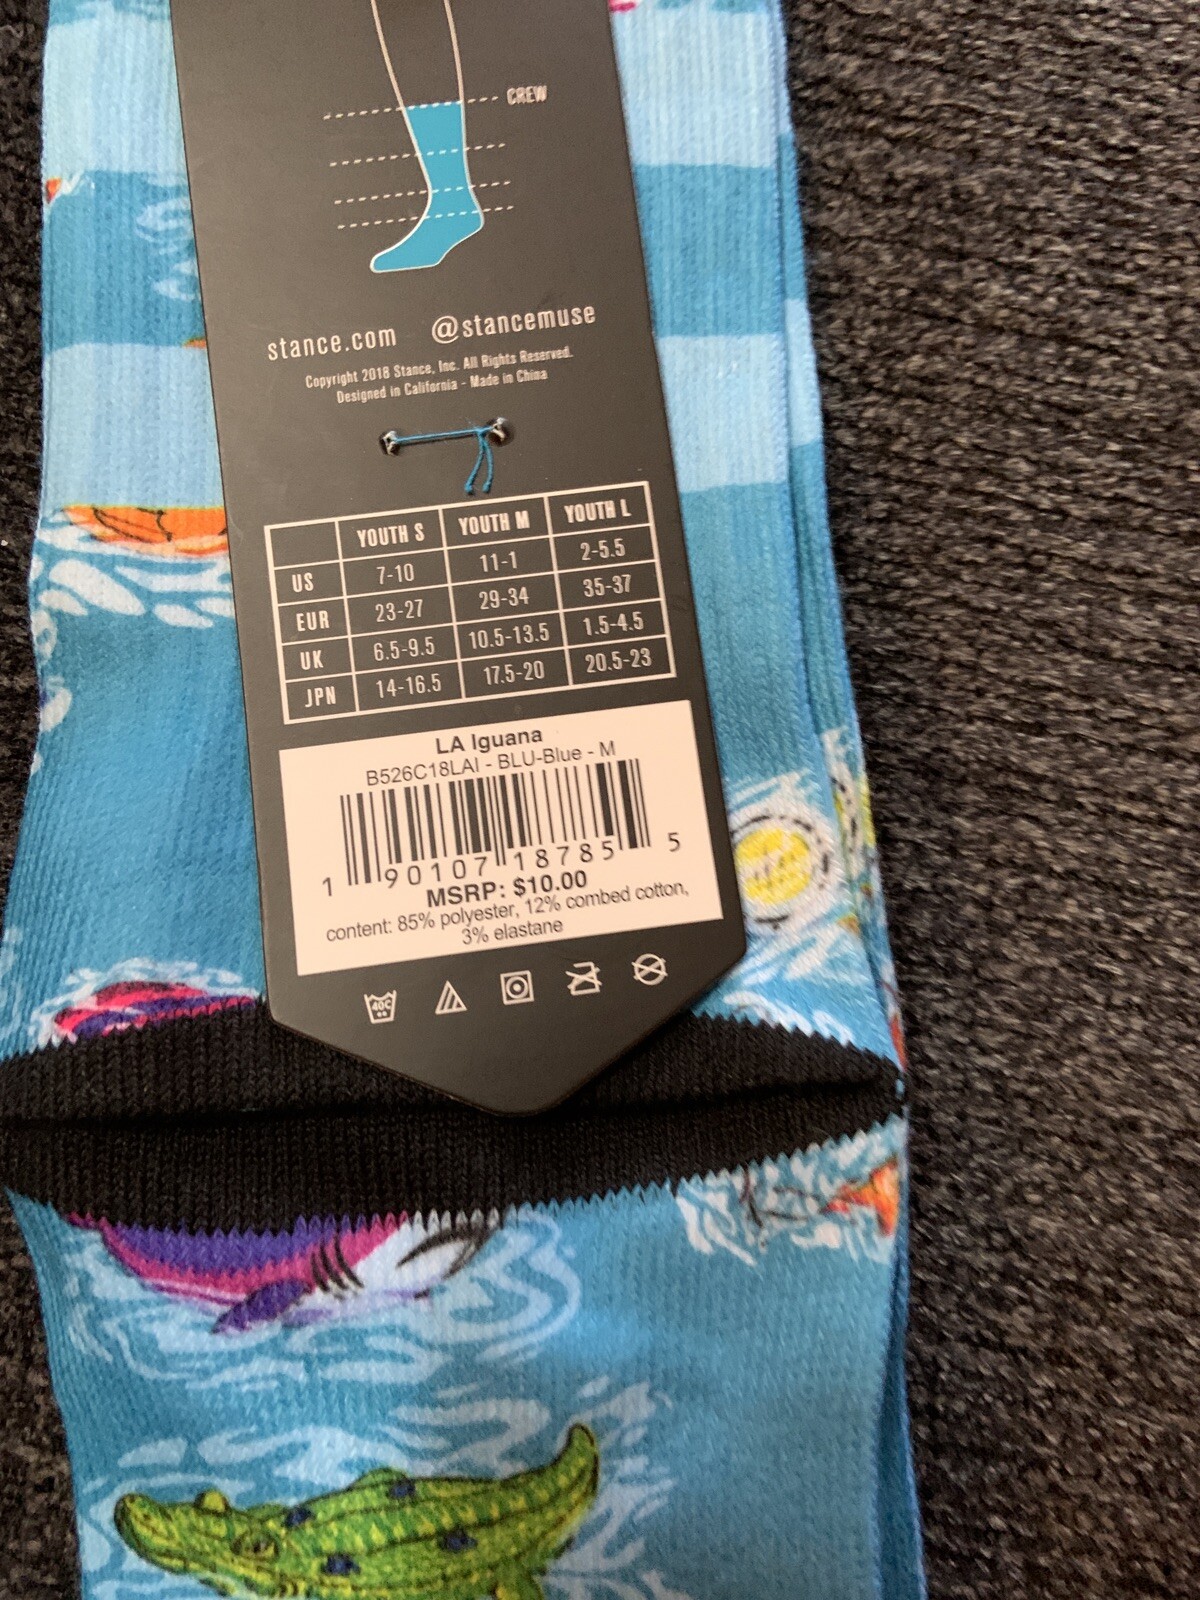 CREW
stance.com @stancemuse
Copyright 2018 Stance, Inc. All Rights Reserved.
Designed in California - Made in China
YOUTH S YOUTH M YOUTH L
US 7-10 11-1 2-5.5
EUR 23-27 29-34 35-37
UK 6.5-9.5 10.5-13.5 1.5-4.5
JPN 14-16.5 17.5-20 20.5-23
LA Iguana
B526C18LAI - BLU-Blue - M
1 90107 18785 5
MSRP: $10.00
content: 85% polyester, 12% combed cotton,
3% elastane
40C